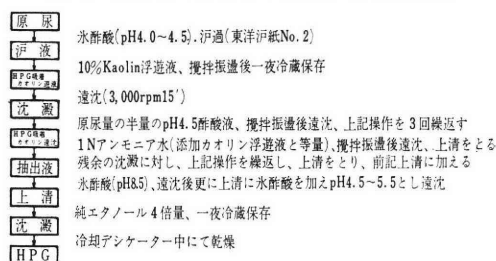 原尿
氷酢酸(pH4.0~4.5).沪過(東洋沪紙No.2)
沪液
10%Kaolin浮遊液、攪拌振盪後一夜冷蔵保存
HPG吸着カオリン遊液
遠沈(3,000rpm15′)
沈澱
原尿量の半量のpH4.5酢酸液、攪拌振盪後遠沈、上記操作を3回繰返す
HPG吸着カオリン遠沈
1Nアンモニア水(添加カオリン浮遊液と等量)、攪拌振盪後遠沈、上清をとる
残余の沈澱に対し、上記操作を繰返し、上清をとり、前記上清に加える
抽出液
氷酢酸(pH8.5)、遠沈後更に上清に氷酢酸を加えpH4.5~5.5とし遠沈
上清
純エタノール4倍量、一夜冷蔵保存
沈澱
冷却デシケーター中にて乾燥
HPG